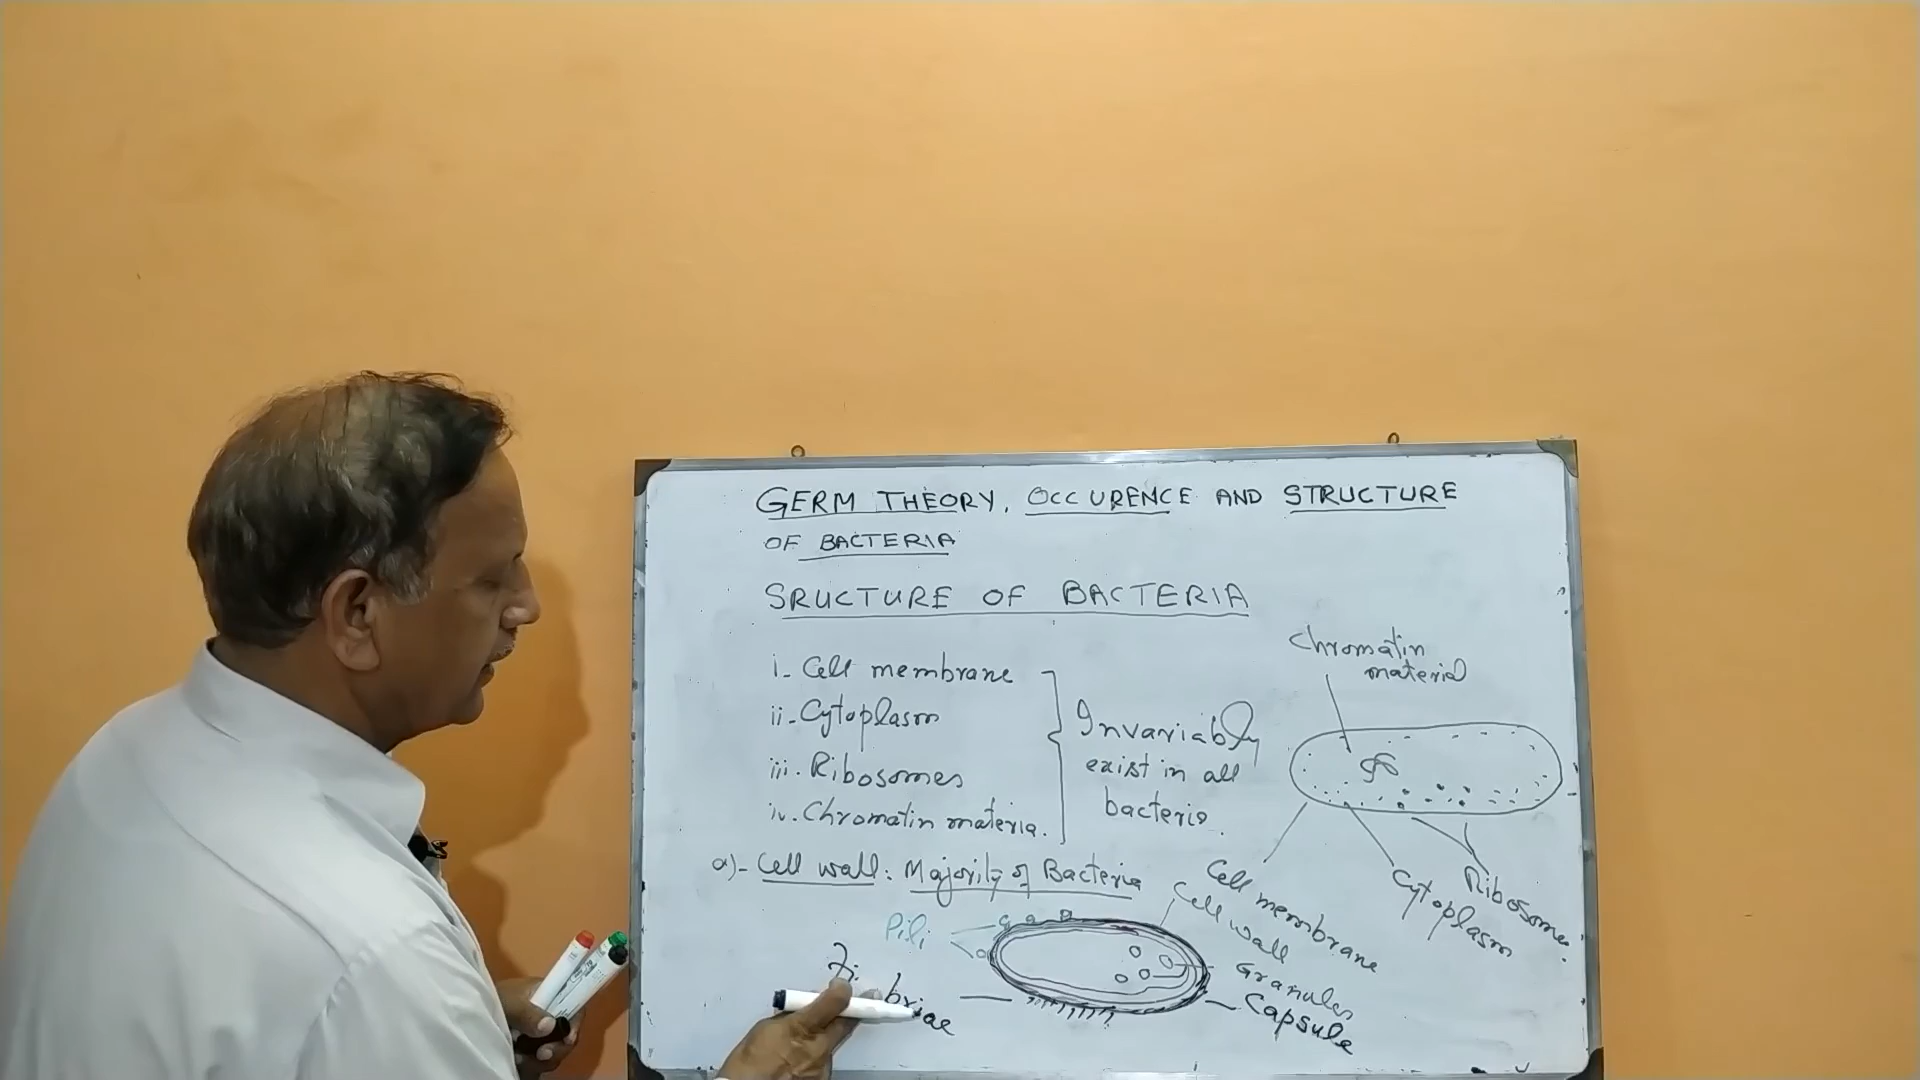 GERM THEORY, OCCURENCE AND STRUCTURE
OF BACTERIA
SRUCTURE OF BACTERIA
i- Cell membrane
ii- Cytoplasm
iii. Ribosomes
iv. Chromatin materia.
Invariably
exist in all
bacteria.
Chromatin
material
Cell membrane
Cytoplasm
Ribosome.
a)- Cell wall: Majority of Bacteria
Pili
Cell wall
Granules
Capsule